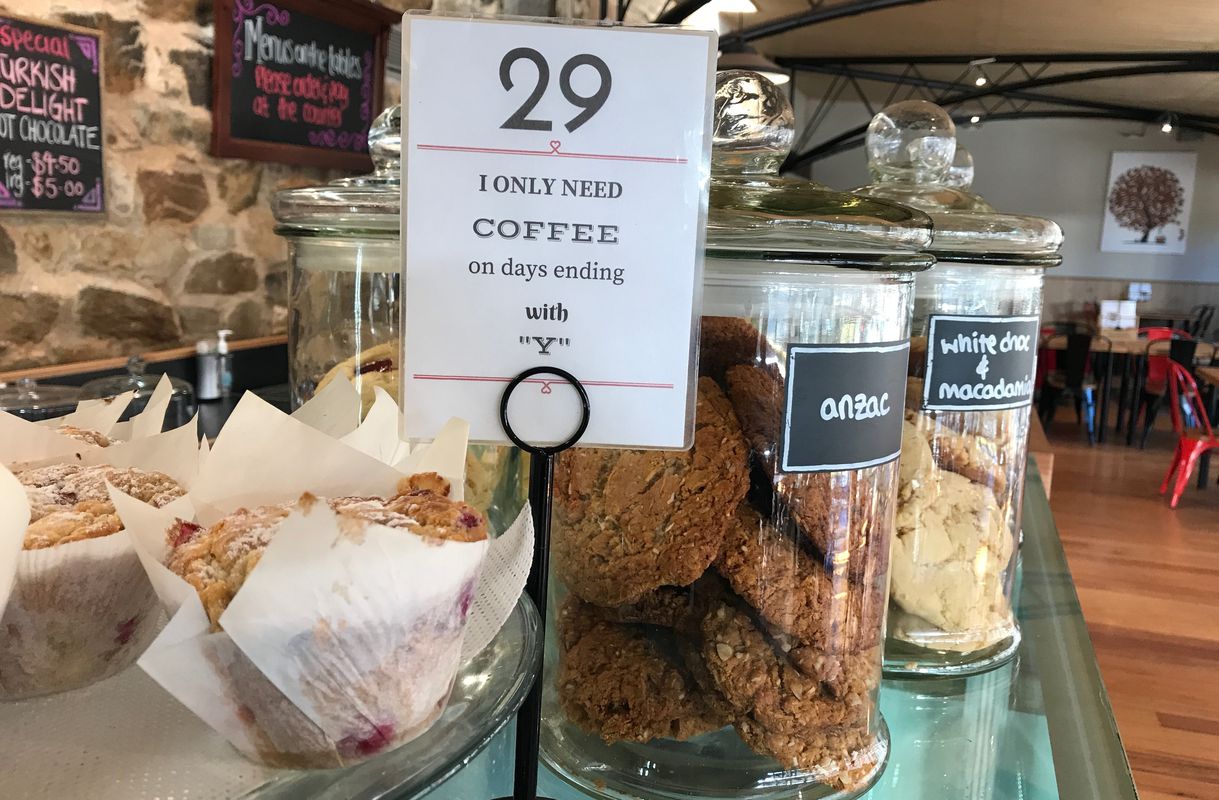 special
TURKISH
DELIGHT
HOT CHOCOLATE
reg - $4.50
lrg - $5.00
Menus on the tables
Please order & pay
at the counter
29
I ONLY NEED
COFFEE
on days ending
with
"Y"
anzac
white choc
&
macadamia